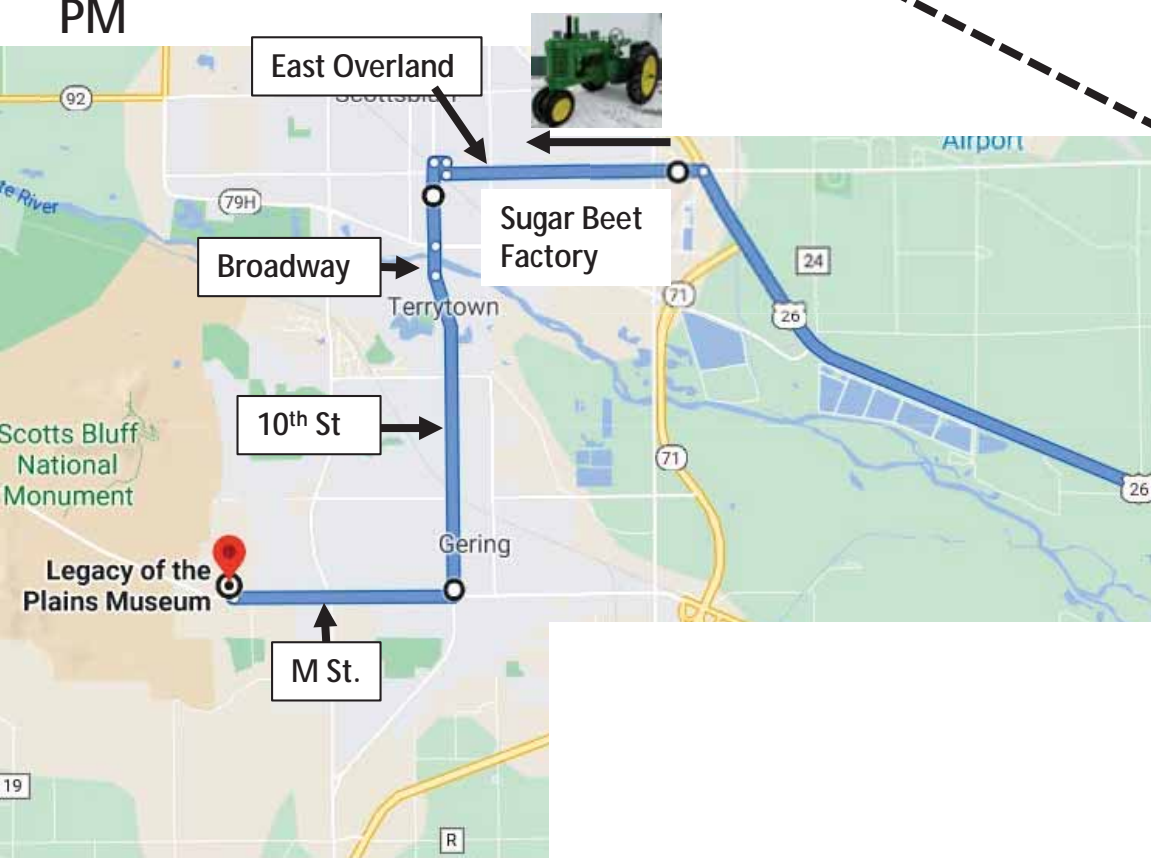 PM
East Overland
92
Airport
79H
Sugar Beet
Factory
Broadway
24
71
26
Terrytown
10th St
Scotts Bluff
National
Monument
71
26
Gering
Legacy of the
Plains Museum
M St.
19
R